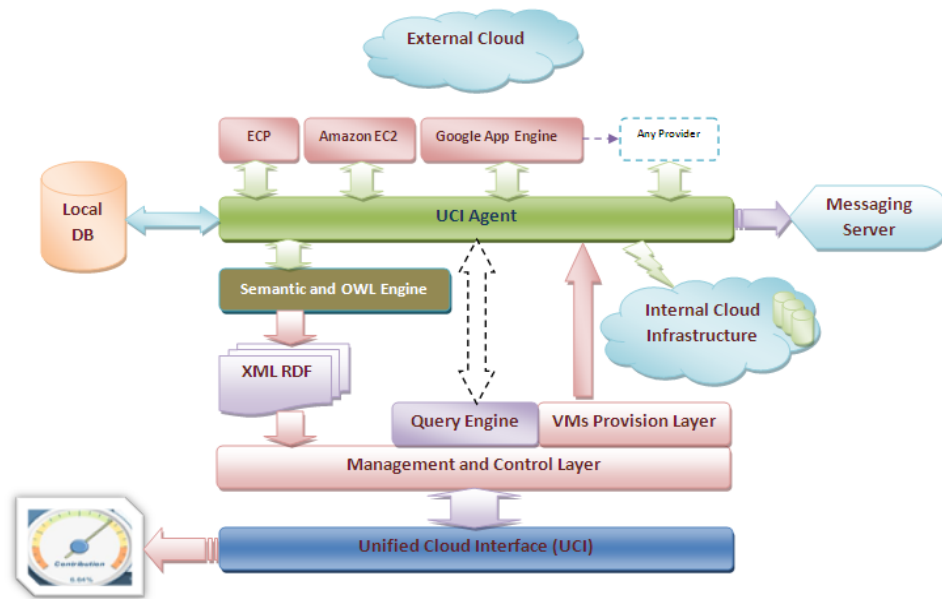 External Cloud
ECP
Amazon EC2
Google App Engine
Any Provider
Local
DB
UCI Agent
Messaging
Server
Semantic and OWL Engine
Internal Cloud
Infrastructure
XML RDF
Query Engine
VMs Provision Layer
Management and Control Layer
Unified Cloud Interface (UCI)
Contribution